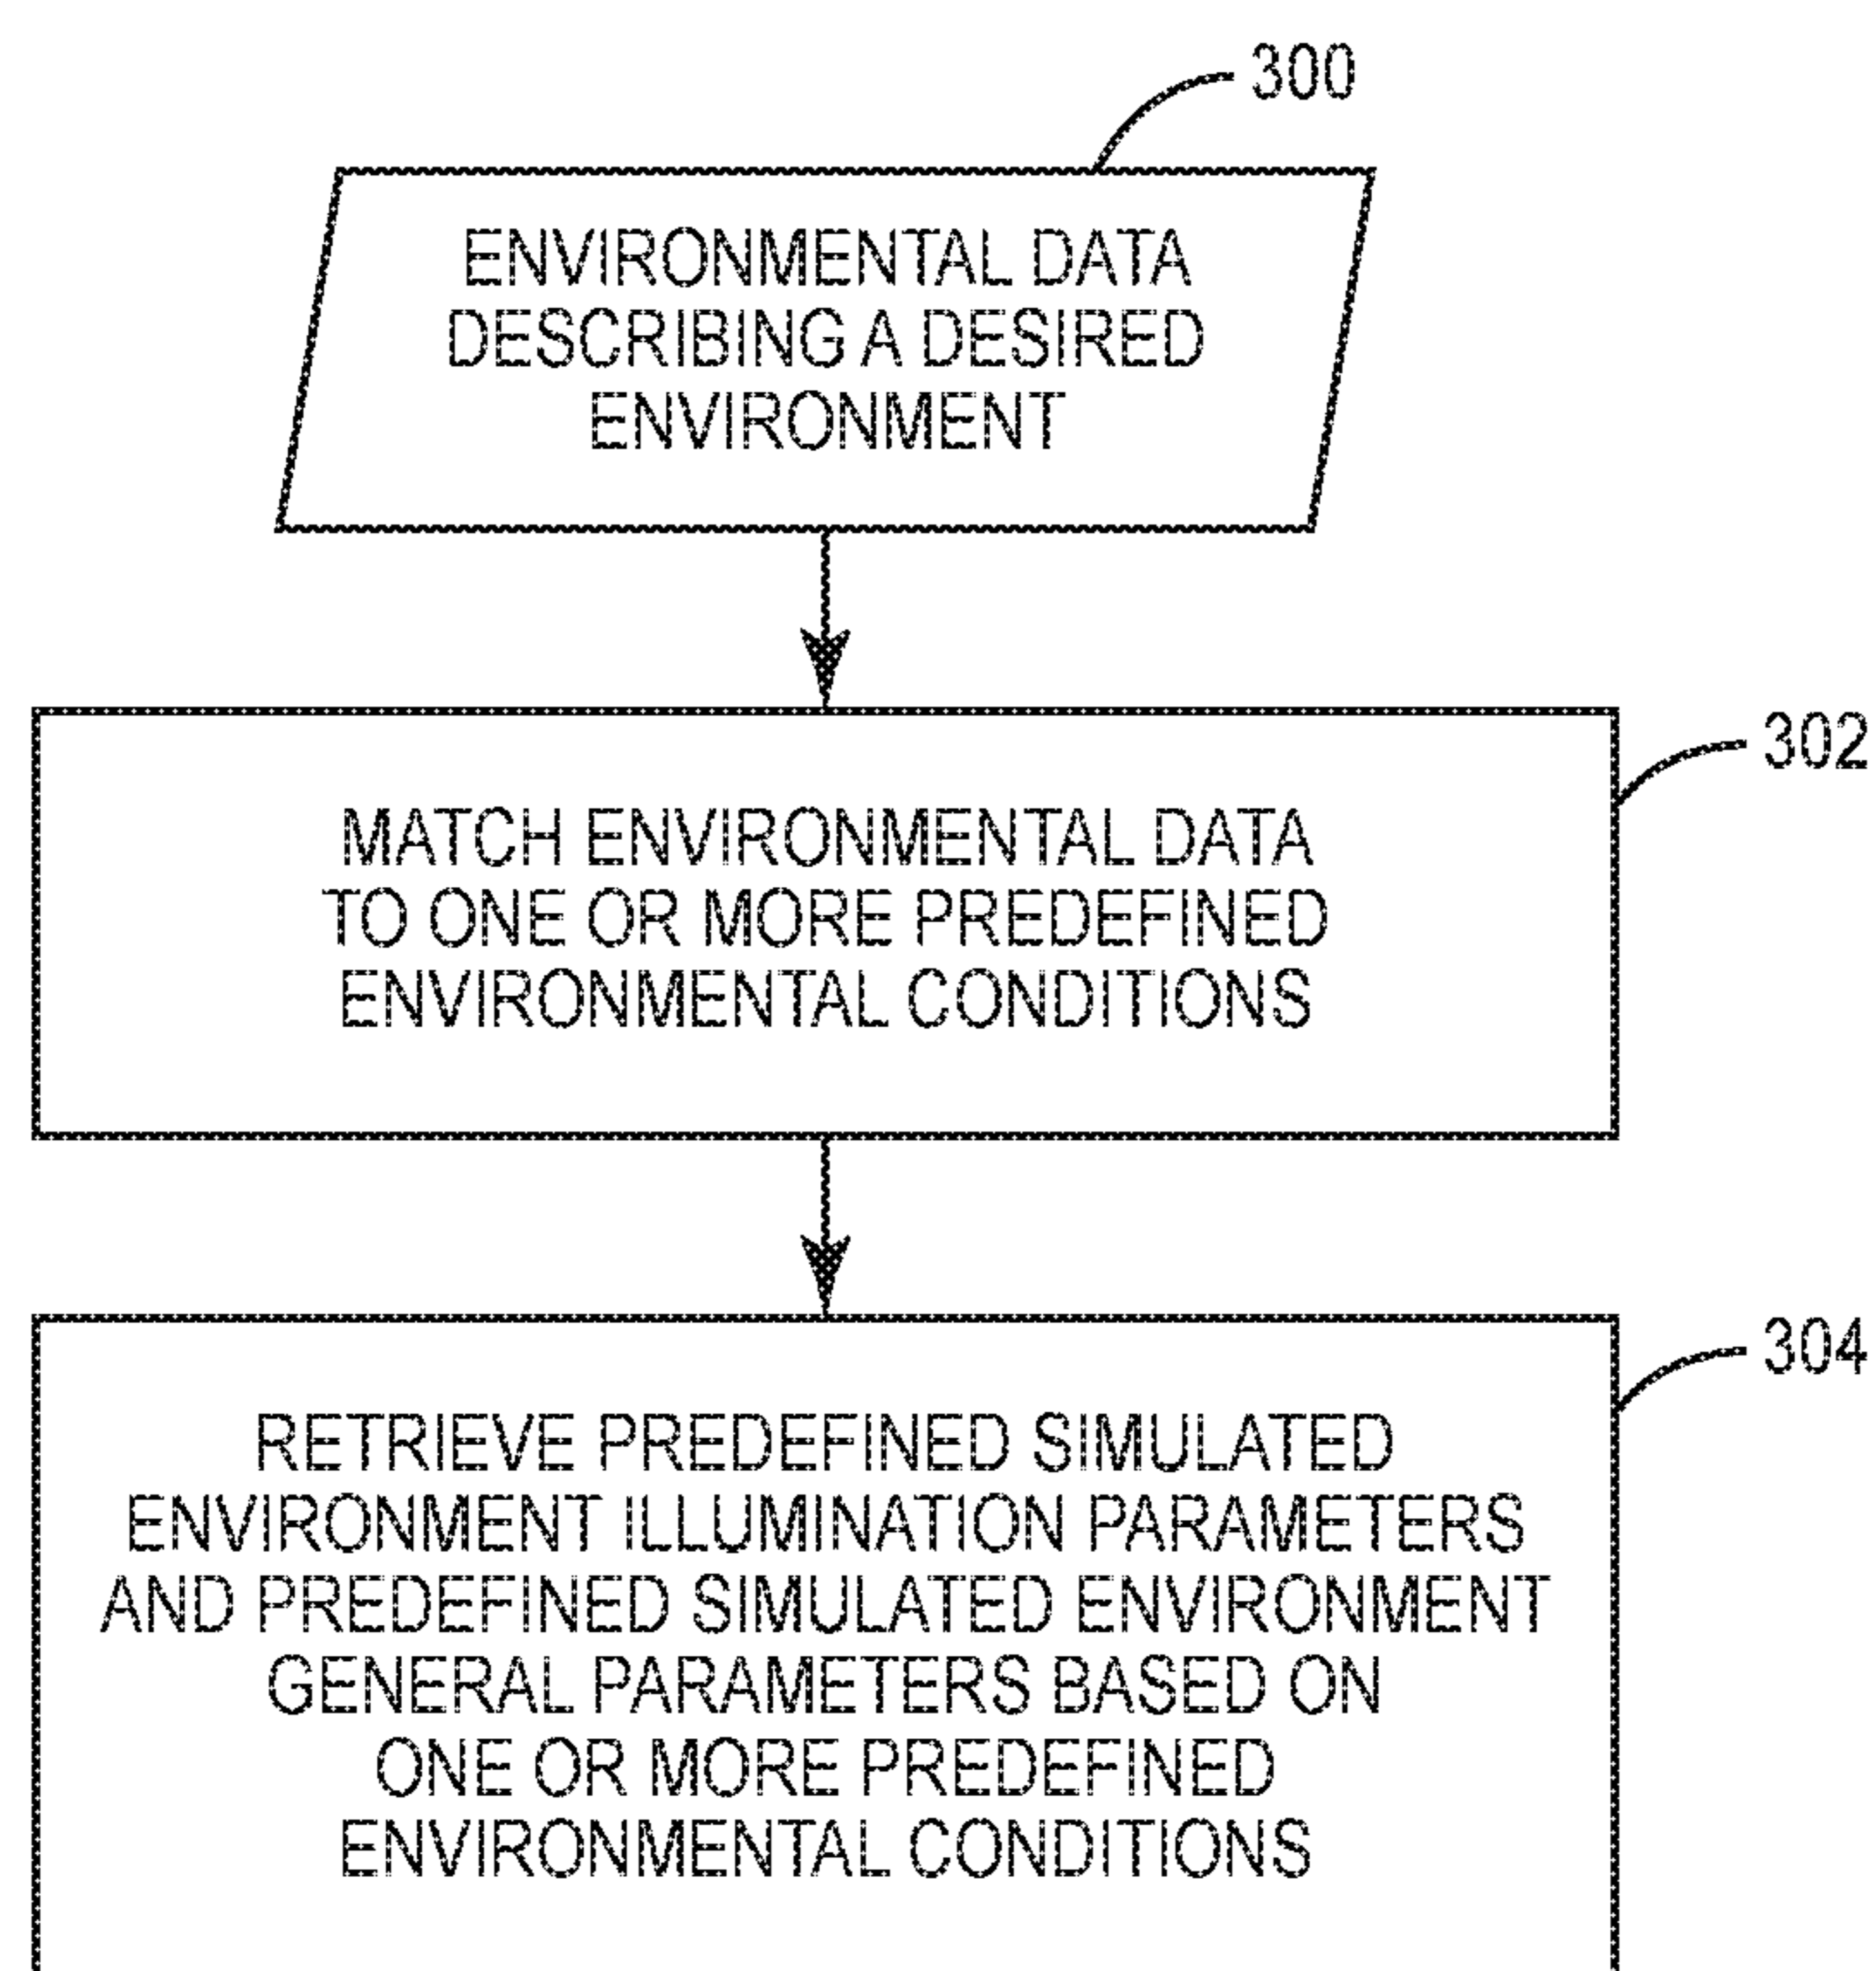 300
ENVIRONMENTAL DATA
DESCRIBING A DESIRED
ENVIRONMENT
302
MATCH ENVIRONMENTAL DATA
TO ONE OR MORE PREDEFINED
ENVIRONMENTAL CONDITIONS
304
RETRIEVE PREDEFINED SIMULATED
ENVIRONMENT ILLUMINATION PARAMETERS
AND PREDEFINED SIMULATED ENVIRONMENT
GENERAL PARAMETERS BASED ON
ONE OR MORE PREDEFINED
ENVIRONMENTAL CONDITIONS